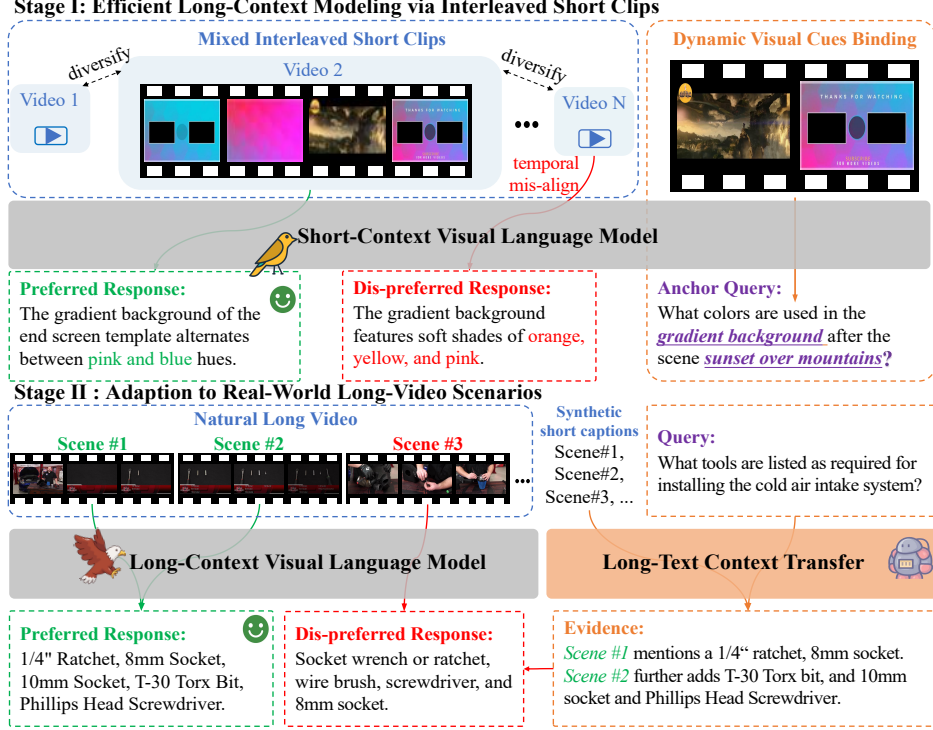 Stage I: Efficient Long-Context Modeling via Interleaved Short Clips
Mixed Interleaved Short Clips
diversify
Video 1
Video 2
diversify
Video N
THANKS FOR WATCHING
temporal
mis-align
Dynamic Visual Cues Binding
THANKS FOR WATCHING
SUBSCRIBE
FOR MORE VIDEOS
Short-Context Visual Language Model
Preferred Response:
The gradient background of the
end screen template alternates
between pink and blue hues.
Dis-preferred Response:
The gradient background
features soft shades of orange,
yellow, and pink.
Anchor Query:
What colors are used in the
gradient background after the
scene sunset over mountains?
Stage II : Adaption to Real-World Long-Video Scenarios
Natural Long Video
Scene #1
Scene #2
Scene #3
Synthetic
short captions
Scene#1,
Scene#2,
Scene#3, ...
Query:
What tools are listed as required for
installing the cold air intake system?
Long-Context Visual Language Model
Long-Text Context Transfer
Preferred Response:
1/4" Ratchet, 8mm Socket,
10mm Socket, T-30 Torx Bit,
Phillips Head Screwdriver.
Dis-preferred Response:
Socket wrench or ratchet,
wire brush, screwdriver, and
8mm socket.
Evidence:
Scene #1 mentions a 1/4“ ratchet, 8mm socket.
Scene #2 further adds T-30 Torx bit, and 10mm
socket and Phillips Head Screwdriver.